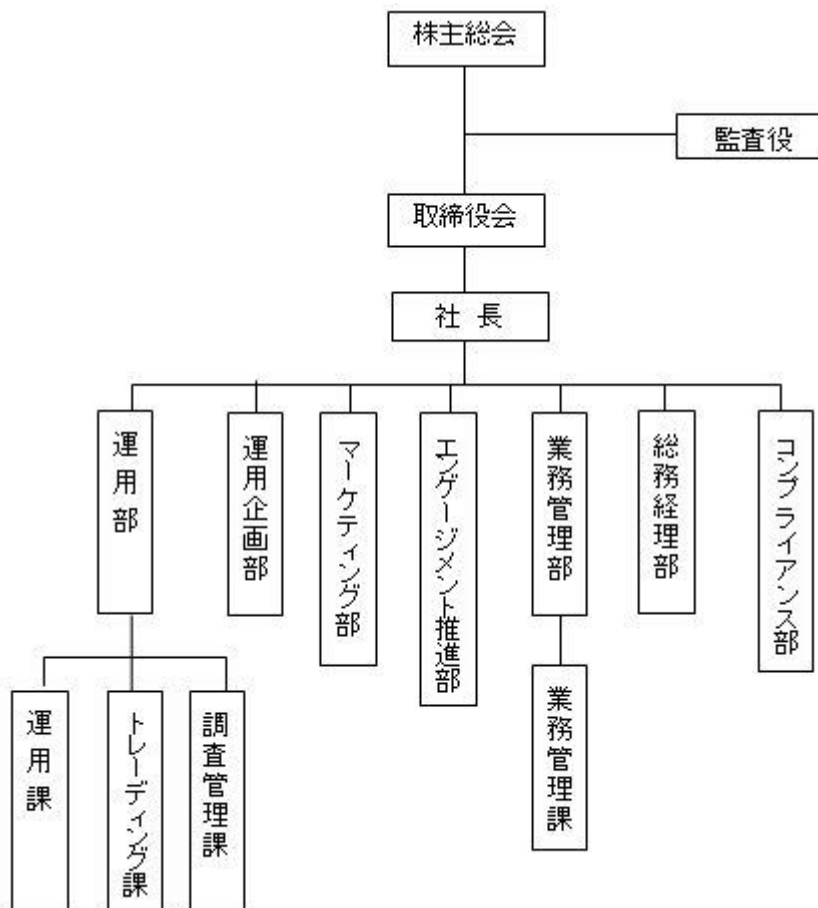 株主総会
監査役
取締役会
社 長
運用部
運用企画部
マーケティング部
エンゲージメント推進部
業務管理部
総務経理部
コンプライアンス部
運用課
トレーディング課
調査管理課
業務管理課